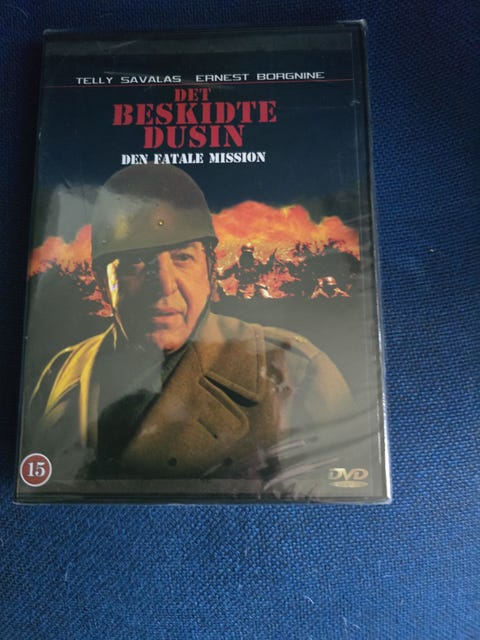 TELLY SAVALAS ERNEST BORGNINE
DET
BESKIDTE
DUSIN
DEN FATALE MISSION
15
DVD